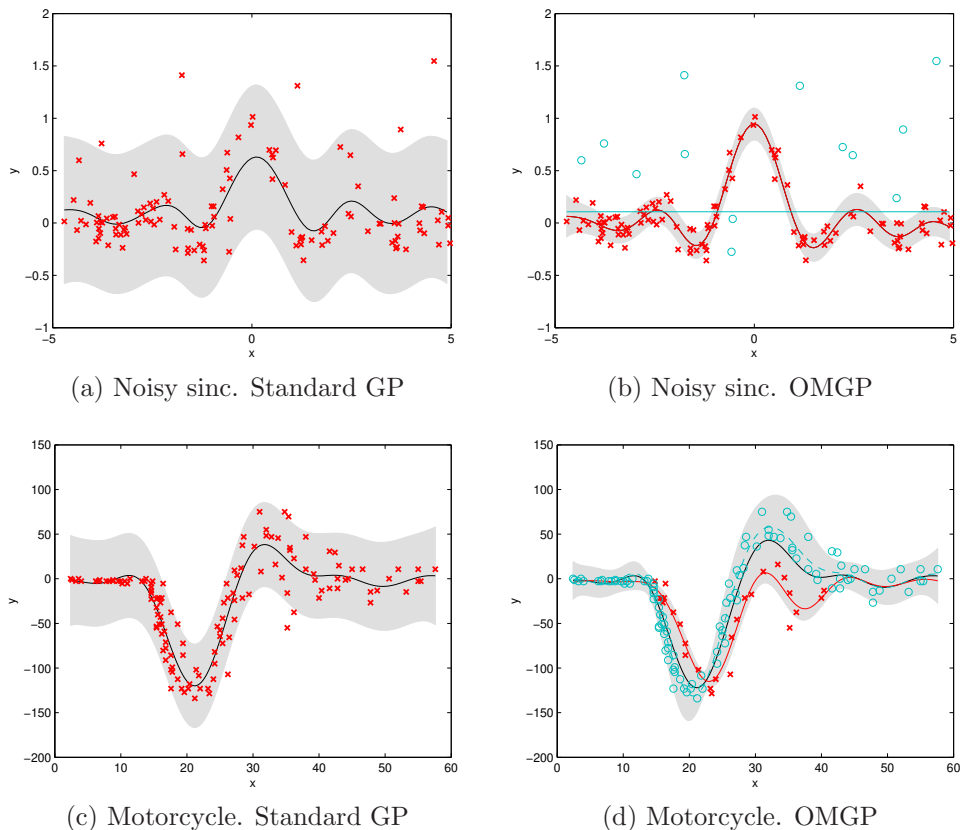 2
1.5
1
0.5
0
−0.5
−1
−5
0
5
y
x
(a) Noisy sinc. Standard GP
2
1.5
1
0.5
0
−0.5
−1
−5
0
5
y
x
(b) Noisy sinc. OMGP
150
100
50
0
−50
−100
−150
−200
0 10 20 30 40 50 60
y
x
(c) Motorcycle. Standard GP
150
100
50
0
−50
−100
−150
−200
0 10 20 30 40 50 60
y
x
(d) Motorcycle. OMGP